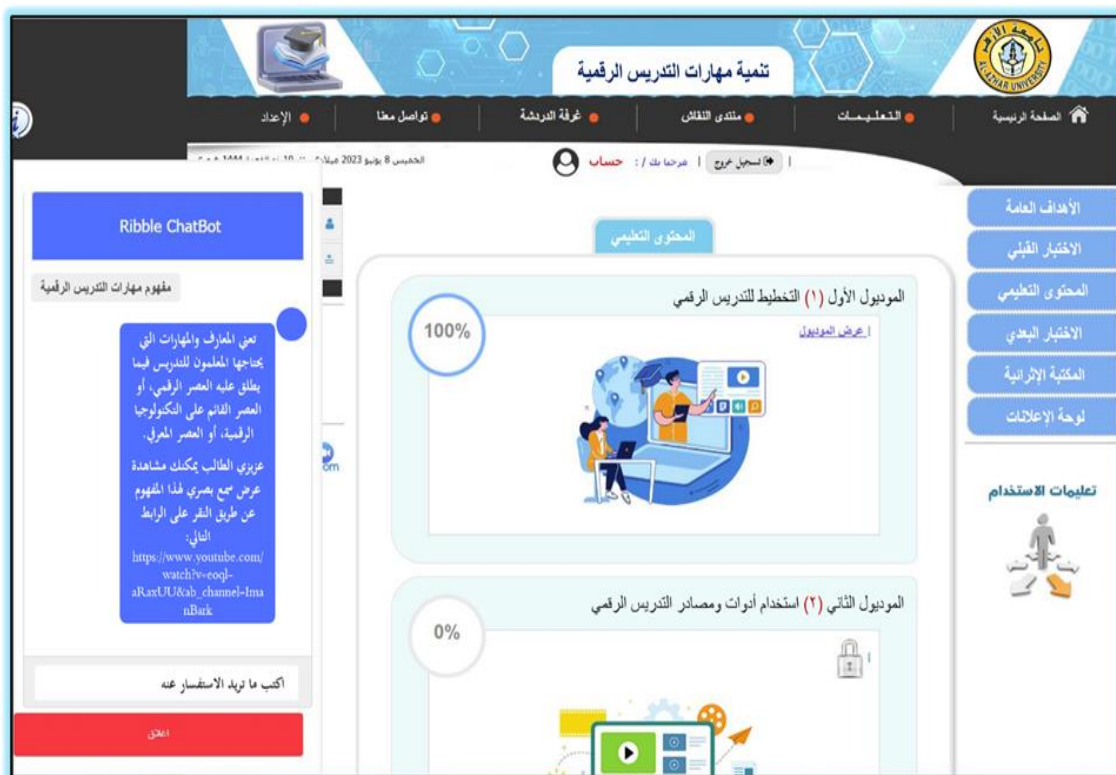 جامعة الأزهر
AL-AZHAR UNIVERSITY
تنمية مهارات التدريس الرقمية
الصفحة الرئيسية
التعليمات
منتدى النقاش
غرفة الدردشة
تواصل معنا
الإعداد
تسجيل خروج | مرحبا بك / : حساب
الخميس 8 يونيو 2023
الأهداف العامة
الاختبار القبلي
المحتوى التعليمي
الاختبار البعدي
المكتبة الإثرائية
لوحة الإعلانات
تعليمات الاستخدام
المحتوى التعليمي
الموديول الأول (١) التخطيط للتدريس الرقمي
100%
عرض الموديول
الموديول الثاني (٢) استخدام أدوات ومصادر التدريس الرقمي
0%
Ribble ChatBot
مفهوم مهارات التدريس الرقمية
تعني المعارف والمهارات التي
يحتاجها المعلمون للتدريس فيما
يطلق عليه العصر الرقمي، أو
العصر القائم على التكنولوجيا
الرقمية، أو العصر المعرفي.
عزيزي الطالب يمكنك مشاهدة
عرض سمع بصري لهذا المفهوم
عن طريق النقر على الرابط
التالي:
https://www.youtube.com/
watch?v=eoql-
aRaxUU&ab_channel=Ima
nBark
اكتب ما تريد الاستفسار عنه
اغلق